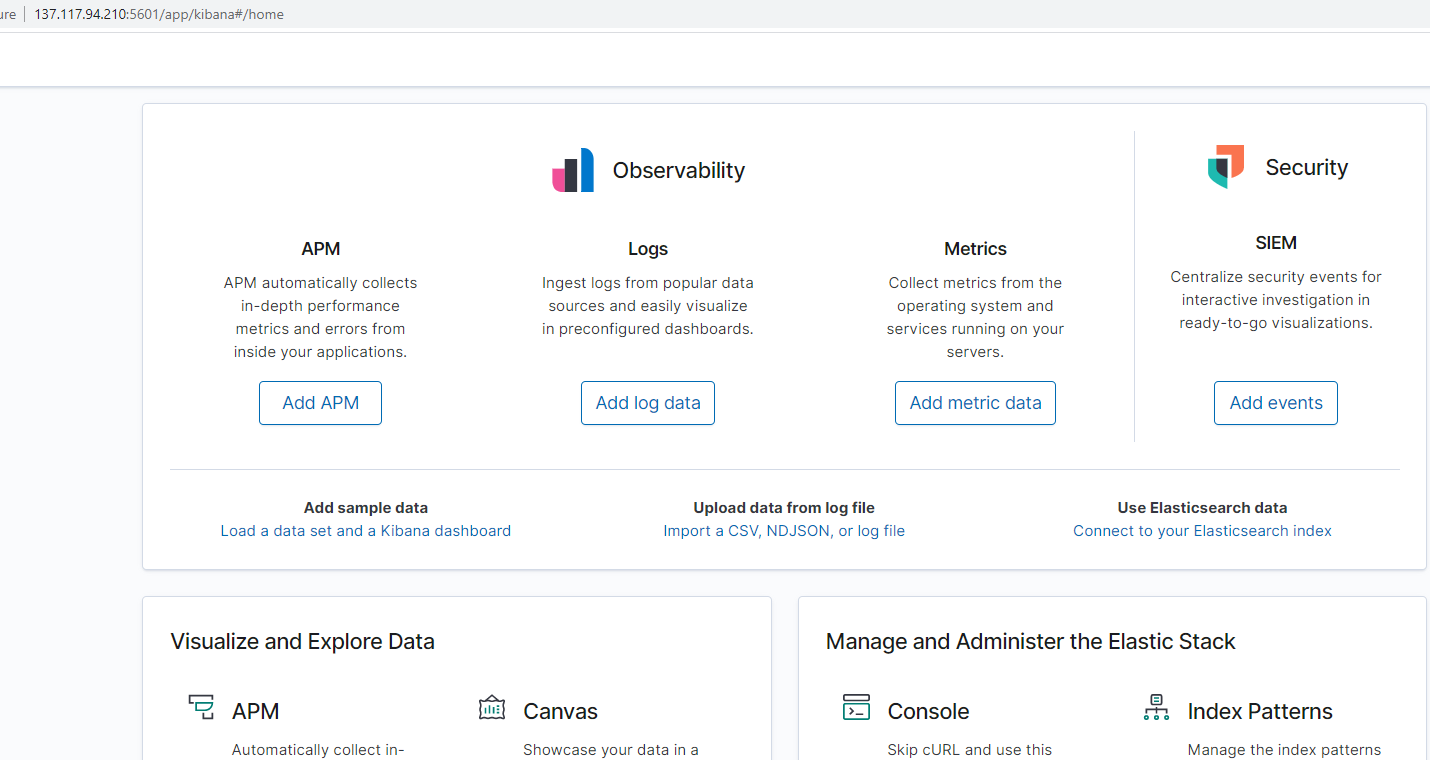 ure 137.117.94.210:5601/app/kibana#/home
Observability
Security
APM
APM automatically collects
in-depth performance
metrics and errors from
inside your applications.
Add APM
Logs
Ingest logs from popular data
sources and easily visualize
in preconfigured dashboards.
Add log data
Metrics
Collect metrics from the
operating system and
services running on your
servers.
Add metric data
SIEM
Centralize security events for
interactive investigation in
ready-to-go visualizations.
Add events
Add sample data
Load a data set and a Kibana dashboard
Upload data from log file
Import a CSV, NDJSON, or log file
Use Elasticsearch data
Connect to your Elasticsearch index
Visualize and Explore Data
APM
Automatically collect in-
Canvas
Showcase your data in a
Manage and Administer the Elastic Stack
Console
Skip cURL and use this
Index Patterns
Manage the index patterns